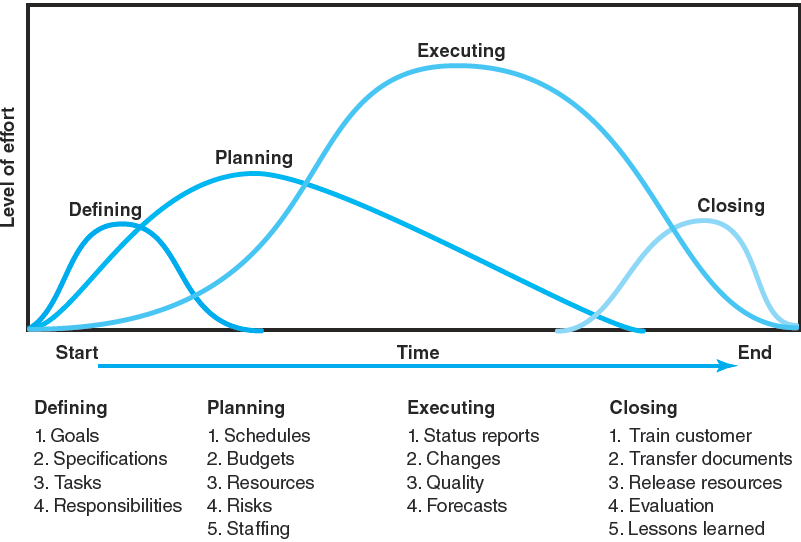 Executing
Planning
Defining
Closing
Level of effort
Start
Time
End
Defining
1. Goals
2. Specifications
3. Tasks
4. Responsibilities
Planning
1. Schedules
2. Budgets
3. Resources
4. Risks
5. Staffing
Executing
1. Status reports
2. Changes
3. Quality
4. Forecasts
Closing
1. Train customer
2. Transfer documents
3. Release resources
4. Evaluation
5. Lessons learned